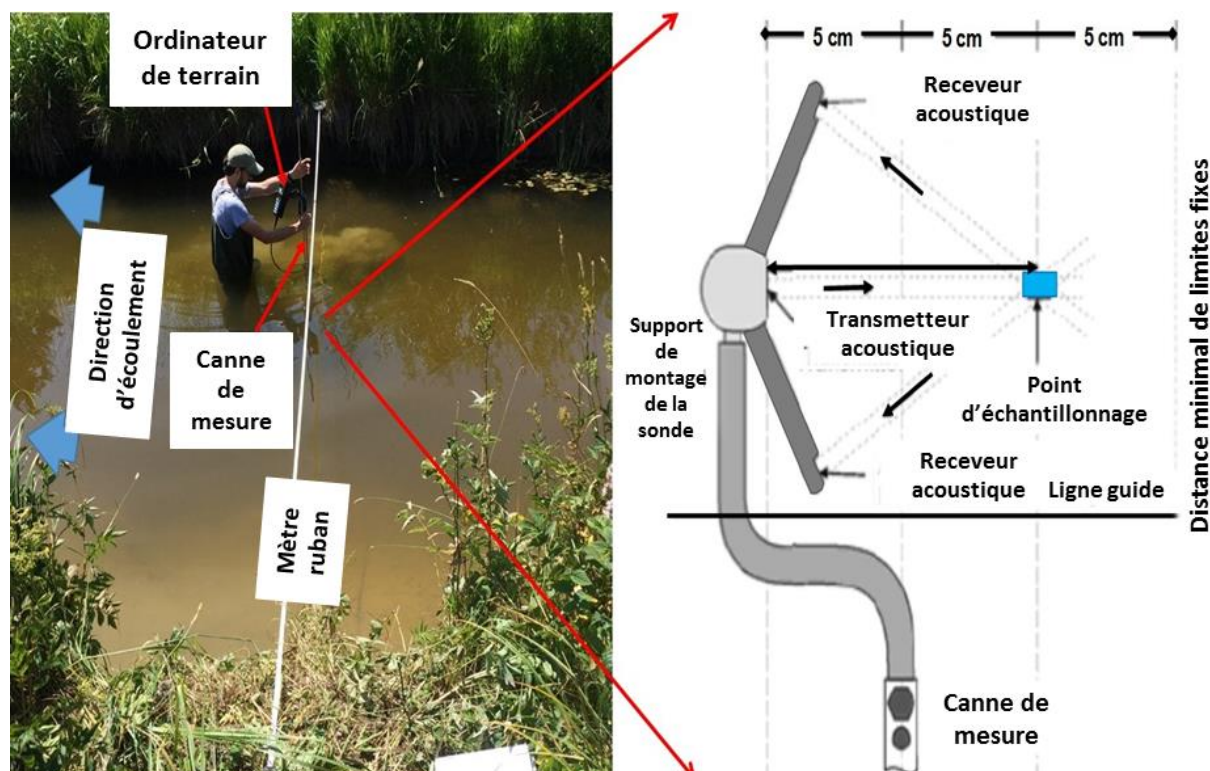 Ordinateur
de terrain
Direction
d'écoulement
Canne
de
mesure
Mètre
ruban
5 cm
5 cm
5 cm
Receveur
acoustique
Support
de
montage
de la
sonde
Transmetteur
acoustique
Point
d'échantillonnage
Receveur
acoustique
Ligne guide
Distance minimal de limites fixes
Canne de
mesure